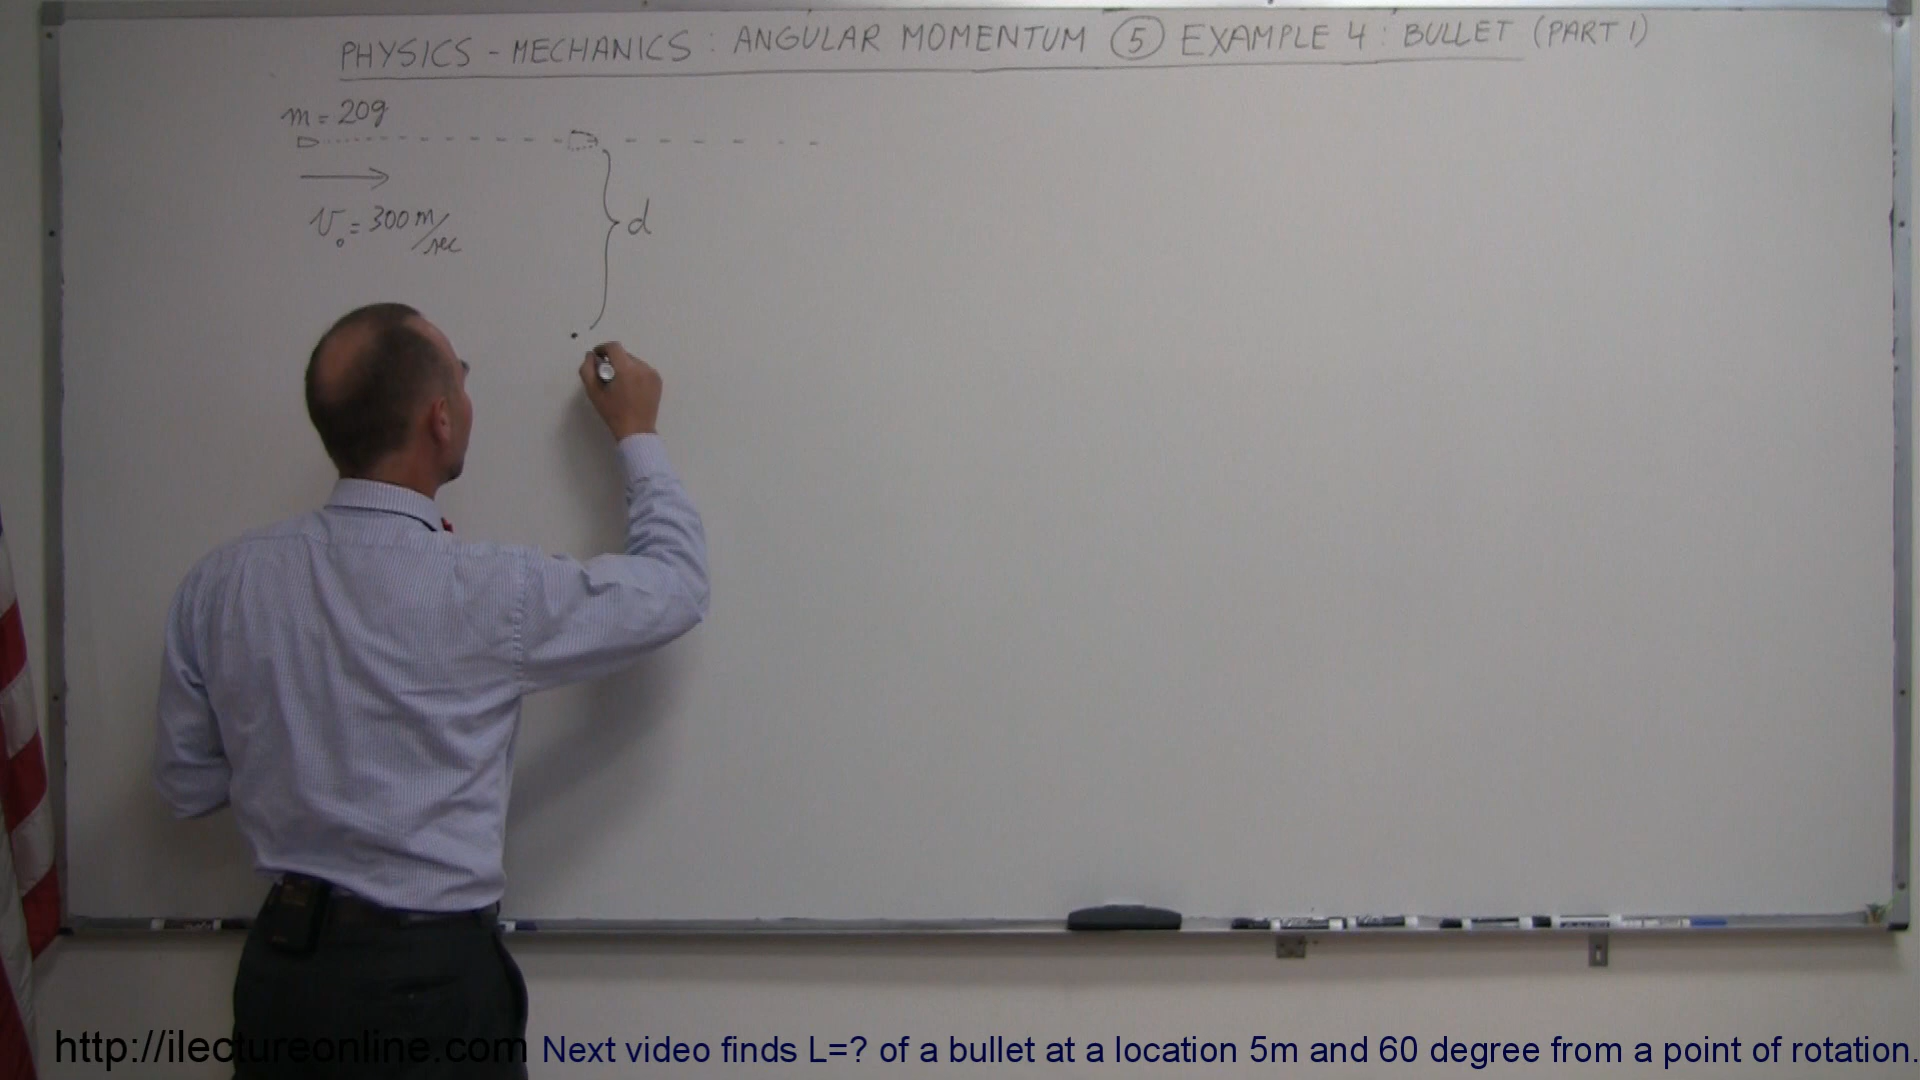 PHYSICS - MECHANICS : ANGULAR MOMENTUM ⑤ EXAMPLE 4 : BULLET (PART 1)
m = 20g
v₀ = 300 m/sec
d
http://ilectureonline.com Next video finds L=? of a bullet at a location 5m and 60 degree from a point of rotation.